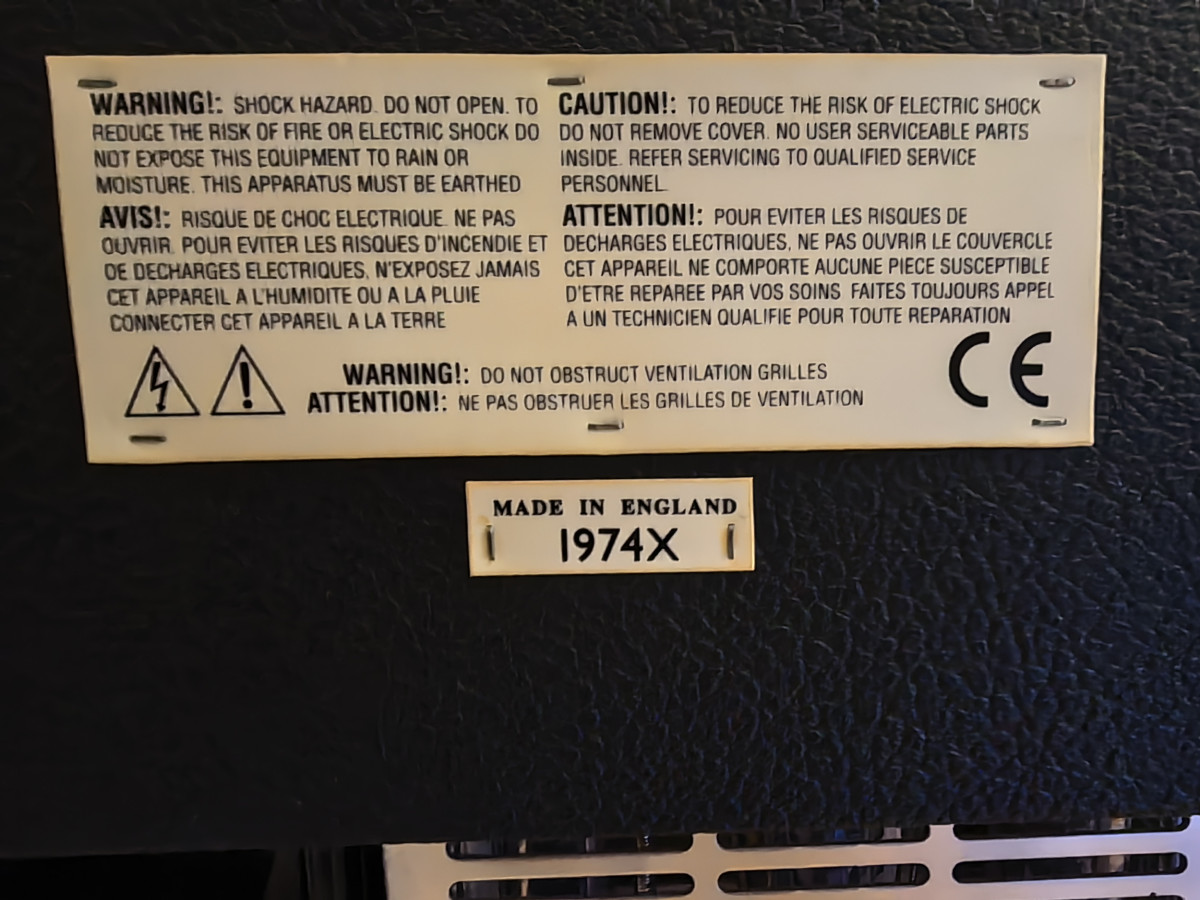 WARNING!: SHOCK HAZARD. DO NOT OPEN. TO
REDUCE THE RISK OF FIRE OR ELECTRIC SHOCK DO
NOT EXPOSE THIS EQUIPMENT TO RAIN OR
MOISTURE. THIS APPARATUS MUST BE EARTHED
AVIS!: RISQUE DE CHOC ELECTRIQUE. NE PAS
OUVRIR. POUR EVITER LES RISQUES D'INCENDIE ET
DE DECHARGES ELECTRIQUES, N'EXPOSEZ JAMAIS
CET APPAREIL A L'HUMIDITE OU A LA PLUIE
CONNECTER CET APPAREIL A LA TERRE
CAUTION!: TO REDUCE THE RISK OF ELECTRIC SHOCK
DO NOT REMOVE COVER. NO USER SERVICEABLE PARTS
INSIDE. REFER SERVICING TO QUALIFIED SERVICE
PERSONNEL.
ATTENTION!: POUR EVITER LES RISQUES DE
DECHARGES ELECTRIQUES, NE PAS OUVRIR LE COUVERCLE
CET APPAREIL NE COMPORTE AUCUNE PIECE SUSCEPTIBLE
D'ETRE REPAREE PAR VOS SOINS FAITES TOUJOURS APPEL
A UN TECHNICIEN QUALIFIE POUR TOUTE REPARATION
WARNING!: DO NOT OBSTRUCT VENTILATION GRILLES
ATTENTION!: NE PAS OBSTRUER LES GRILLES DE VENTILATION
CE
MADE IN ENGLAND
1974X